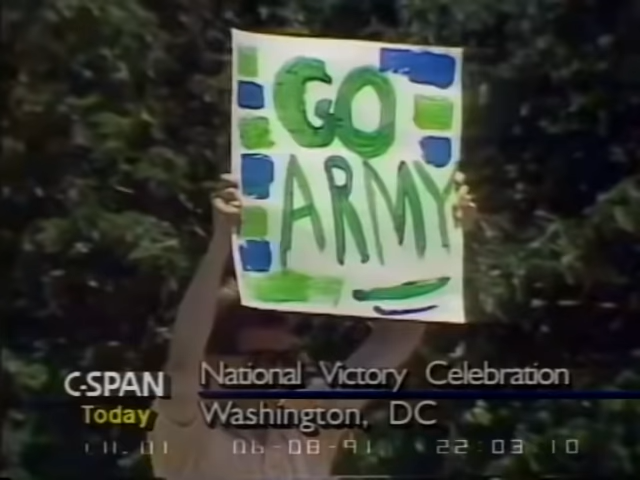 GO
ARMY
C-SPAN National Victory Celebration
Today Washington, DC
06-08-91 22:03:10